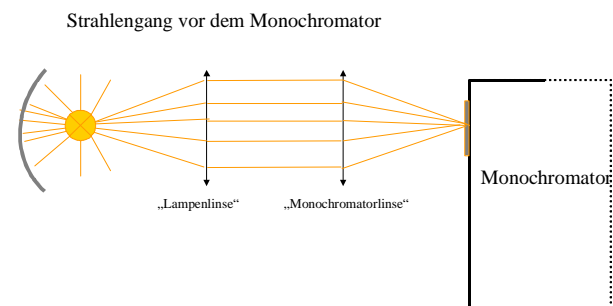 Strahlengang vor dem Monochromator
„Lampenlinse“
„Monochromatorlinse“
Monochromator